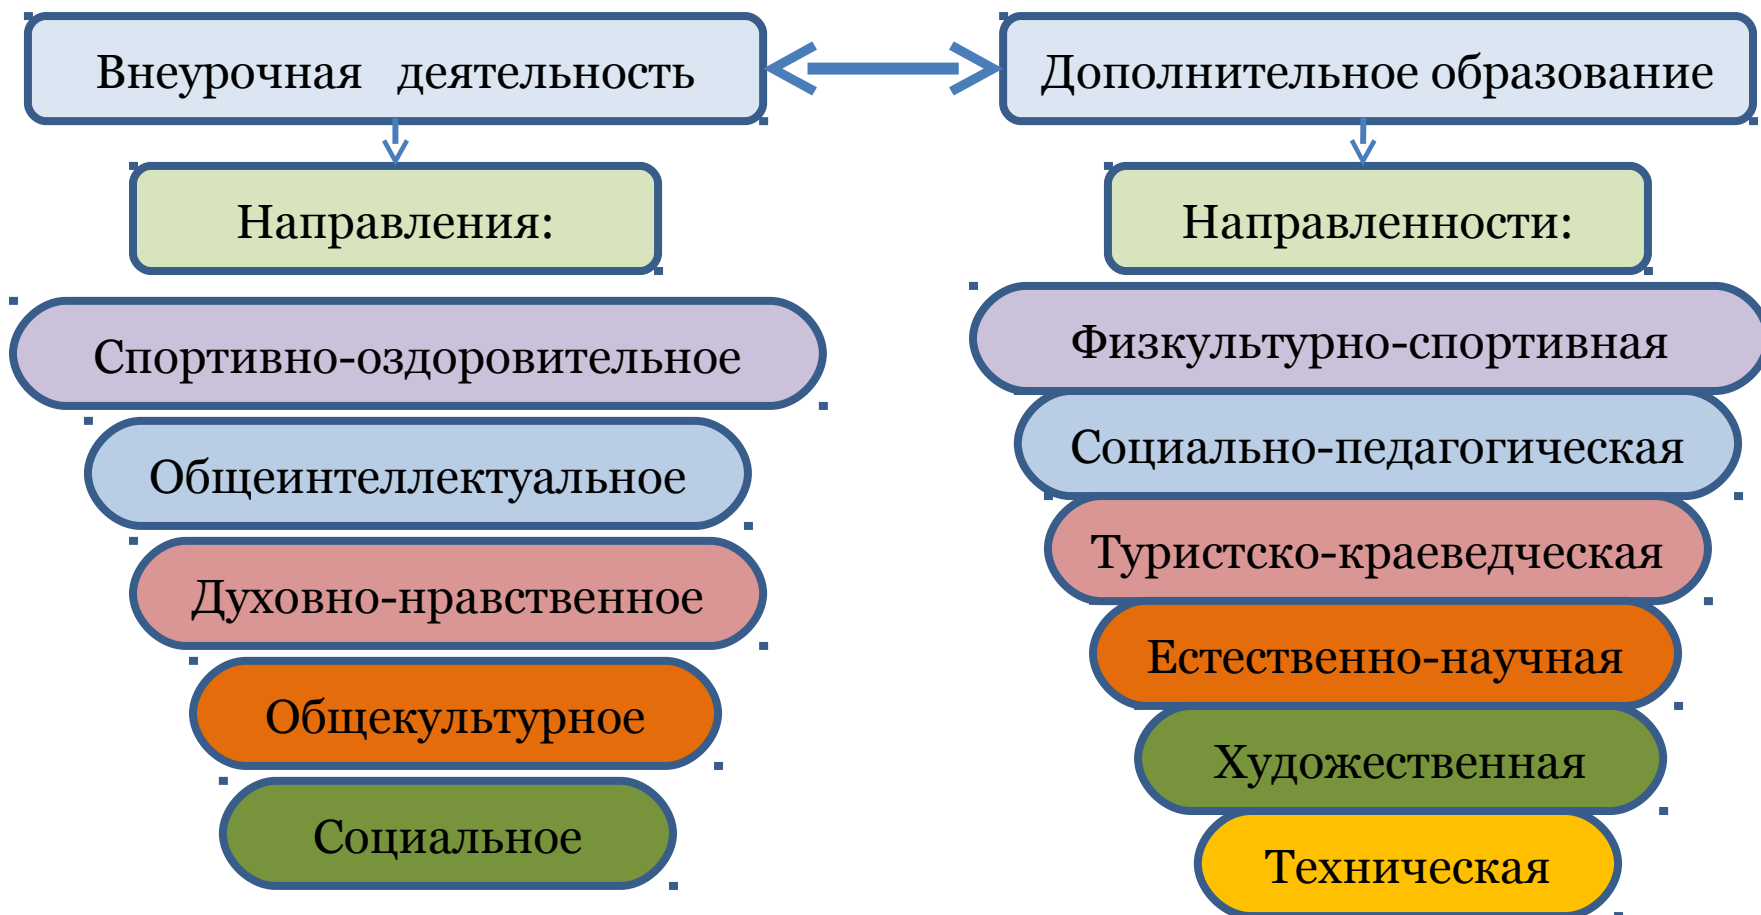 Внеурочная деятельность
Дополнительное образование
Направления:
Направленности:
Спортивно-оздоровительное
Общеинтеллектуальное
Духовно-нравственное
Общекультурное
Социальное
Физкультурно-спортивная
Социально-педагогическая
Туристско-краеведческая
Естественно-научная
Художественная
Техническая